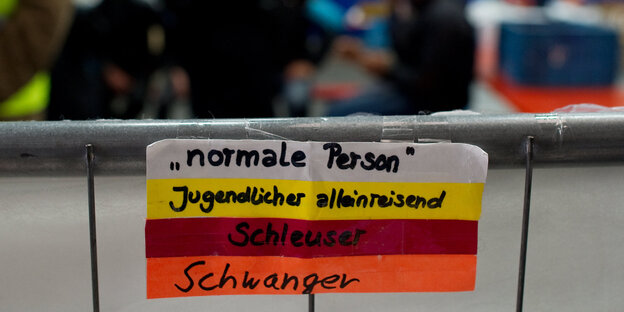 „normale Person“
Jugendlicher alleinreisend
Schleuser
Schwanger